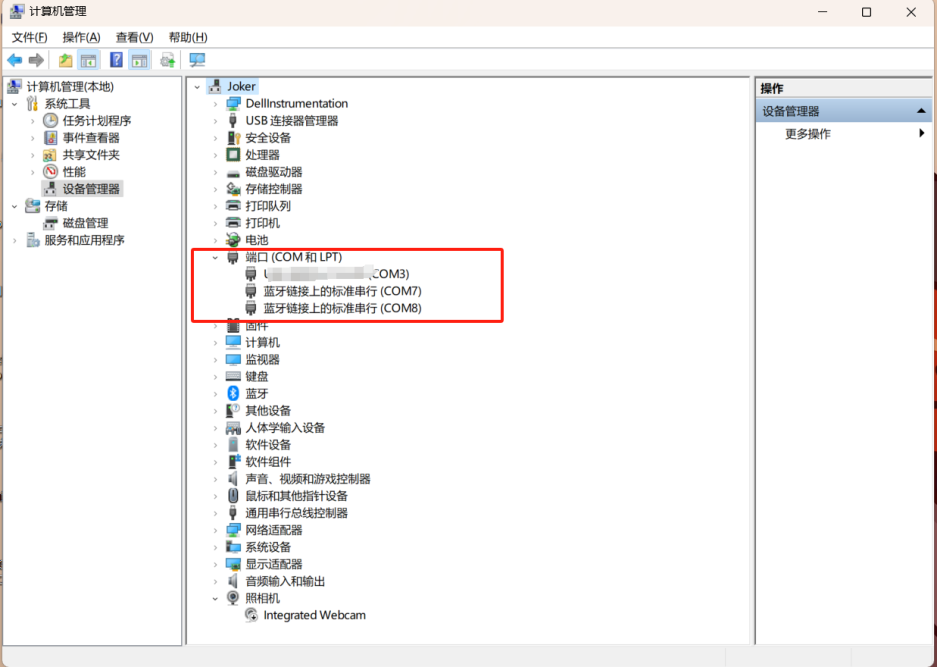 计算机管理
文件(F) 操作(A) 查看(V) 帮助(H)
计算机管理(本地)
系统工具
任务计划程序
事件查看器
共享文件夹
性能
设备管理器
存储
磁盘管理
服务和应用程序
Joker
DellInstrumentation
USB 连接器管理器
安全设备
处理器
磁盘驱动器
存储控制器
打印队列
打印机
电池
端口 (COM 和 LPT)
(COM3)
蓝牙链接上的标准串行 (COM7)
蓝牙链接上的标准串行 (COM8)
固件
计算机
监视器
键盘
蓝牙
其他设备
人体学输入设备
软件设备
软件组件
声音、视频和游戏控制器
鼠标和其他指针设备
通用串行总线控制器
网络适配器
系统设备
显示适配器
音频输入和输出
照相机
Integrated Webcam
操作
设备管理器
更多操作